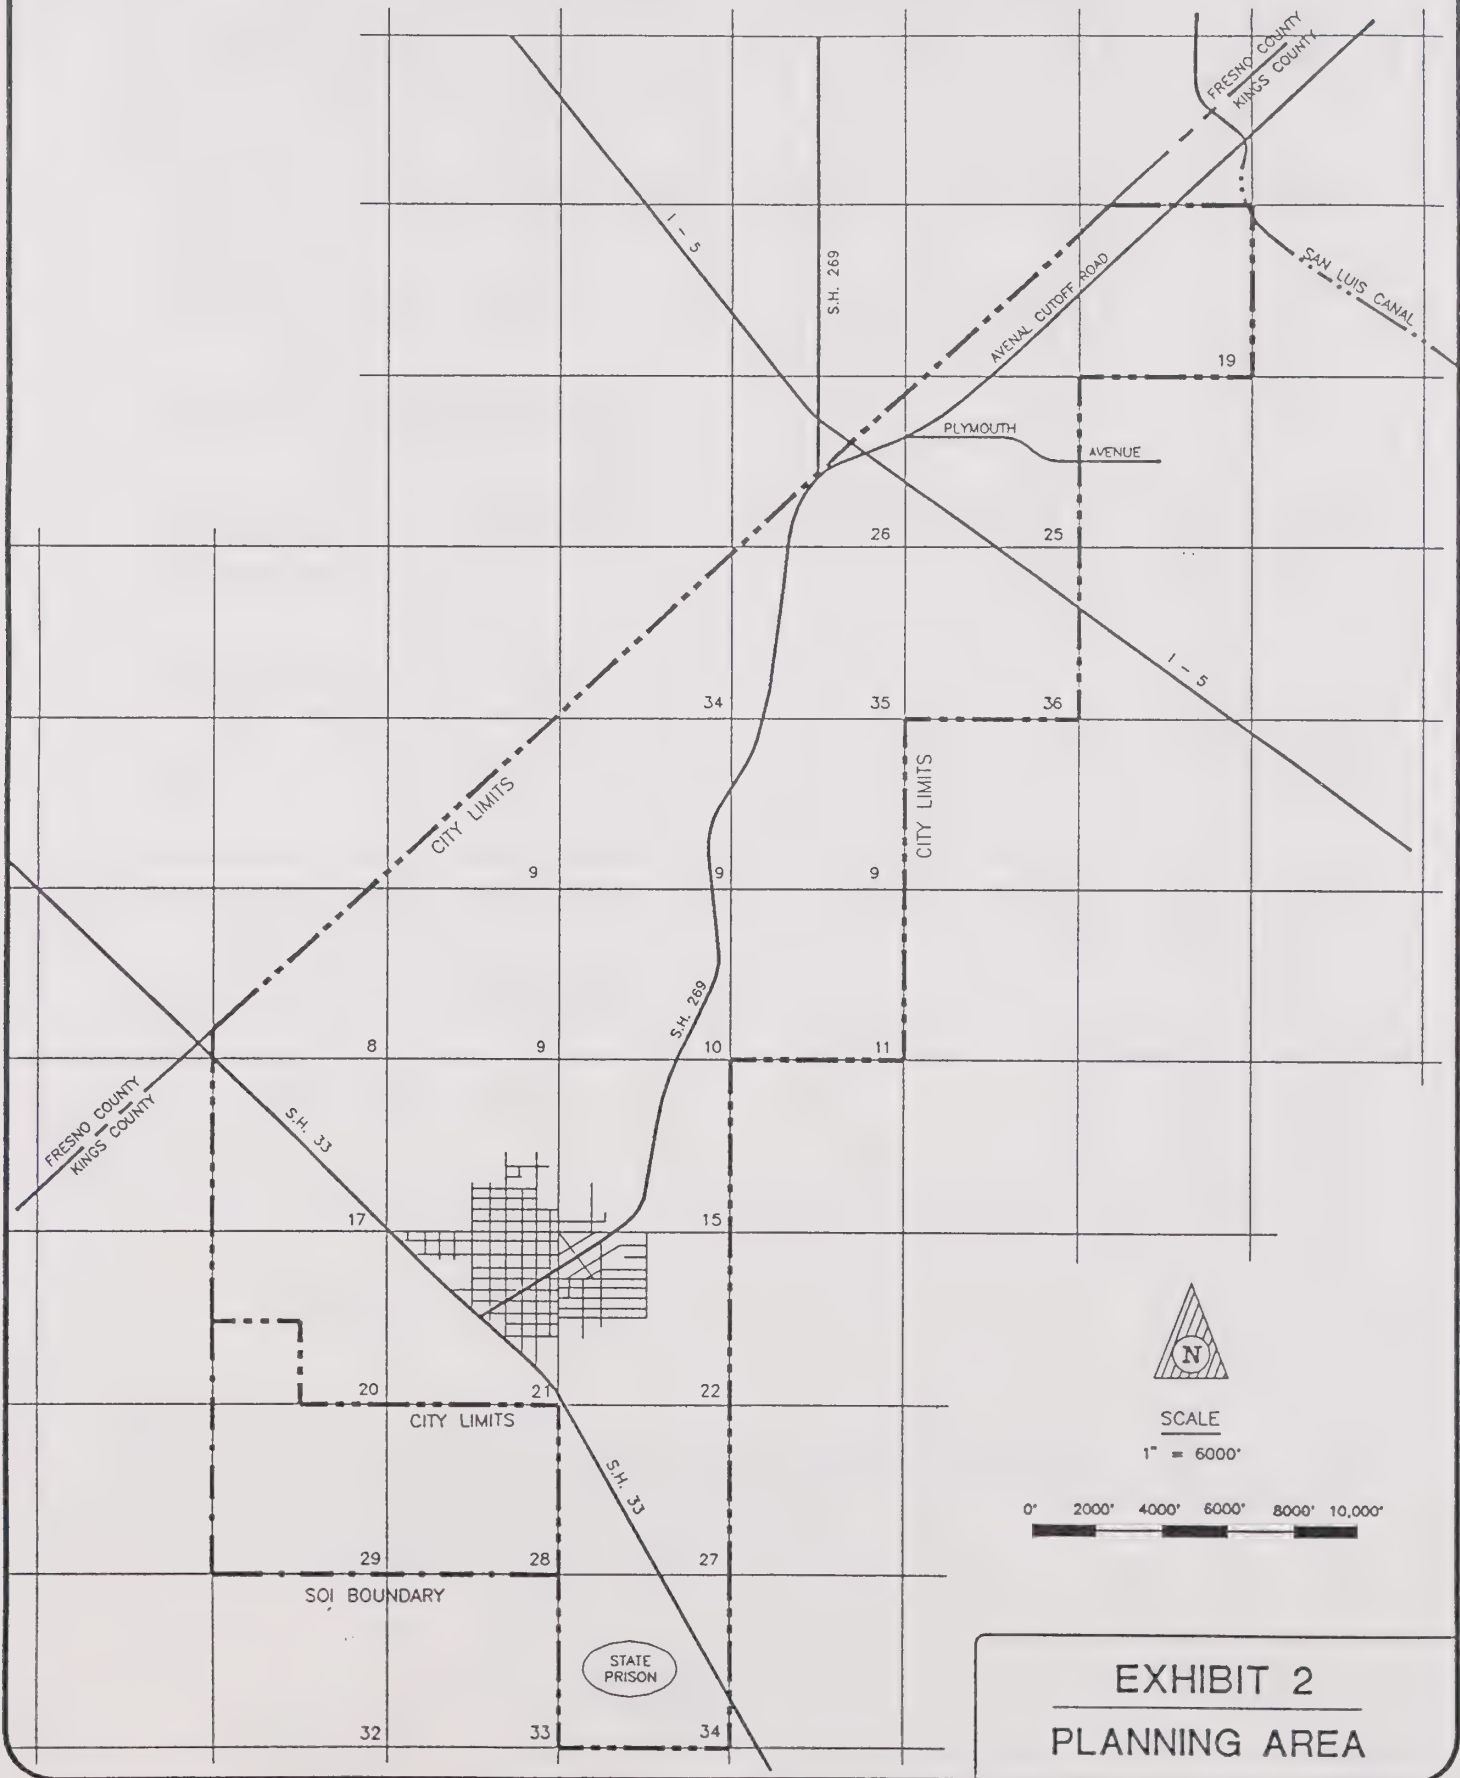 FRESNO COUNTY
KINGS COUNTY
I - 5
S.H. 269
AVENAL CUTOFF ROAD
SAN LUIS CANAL
19
PLYMOUTH
AVENUE
26
25
I - 5
34
35
36
CITY LIMITS
CITY LIMITS
9
9
9
S.H. 269
8
9
10
11
FRESNO COUNTY
KINGS COUNTY
S.H. 33
17
15
N
20
21
22
CITY LIMITS
SCALE
1" = 6000'
S.H. 33
0' 2000' 4000' 6000' 8000' 10,000'
29
28
27
SOI BOUNDARY
STATE
PRISON
32
33
34
EXHIBIT 2
PLANNING AREA